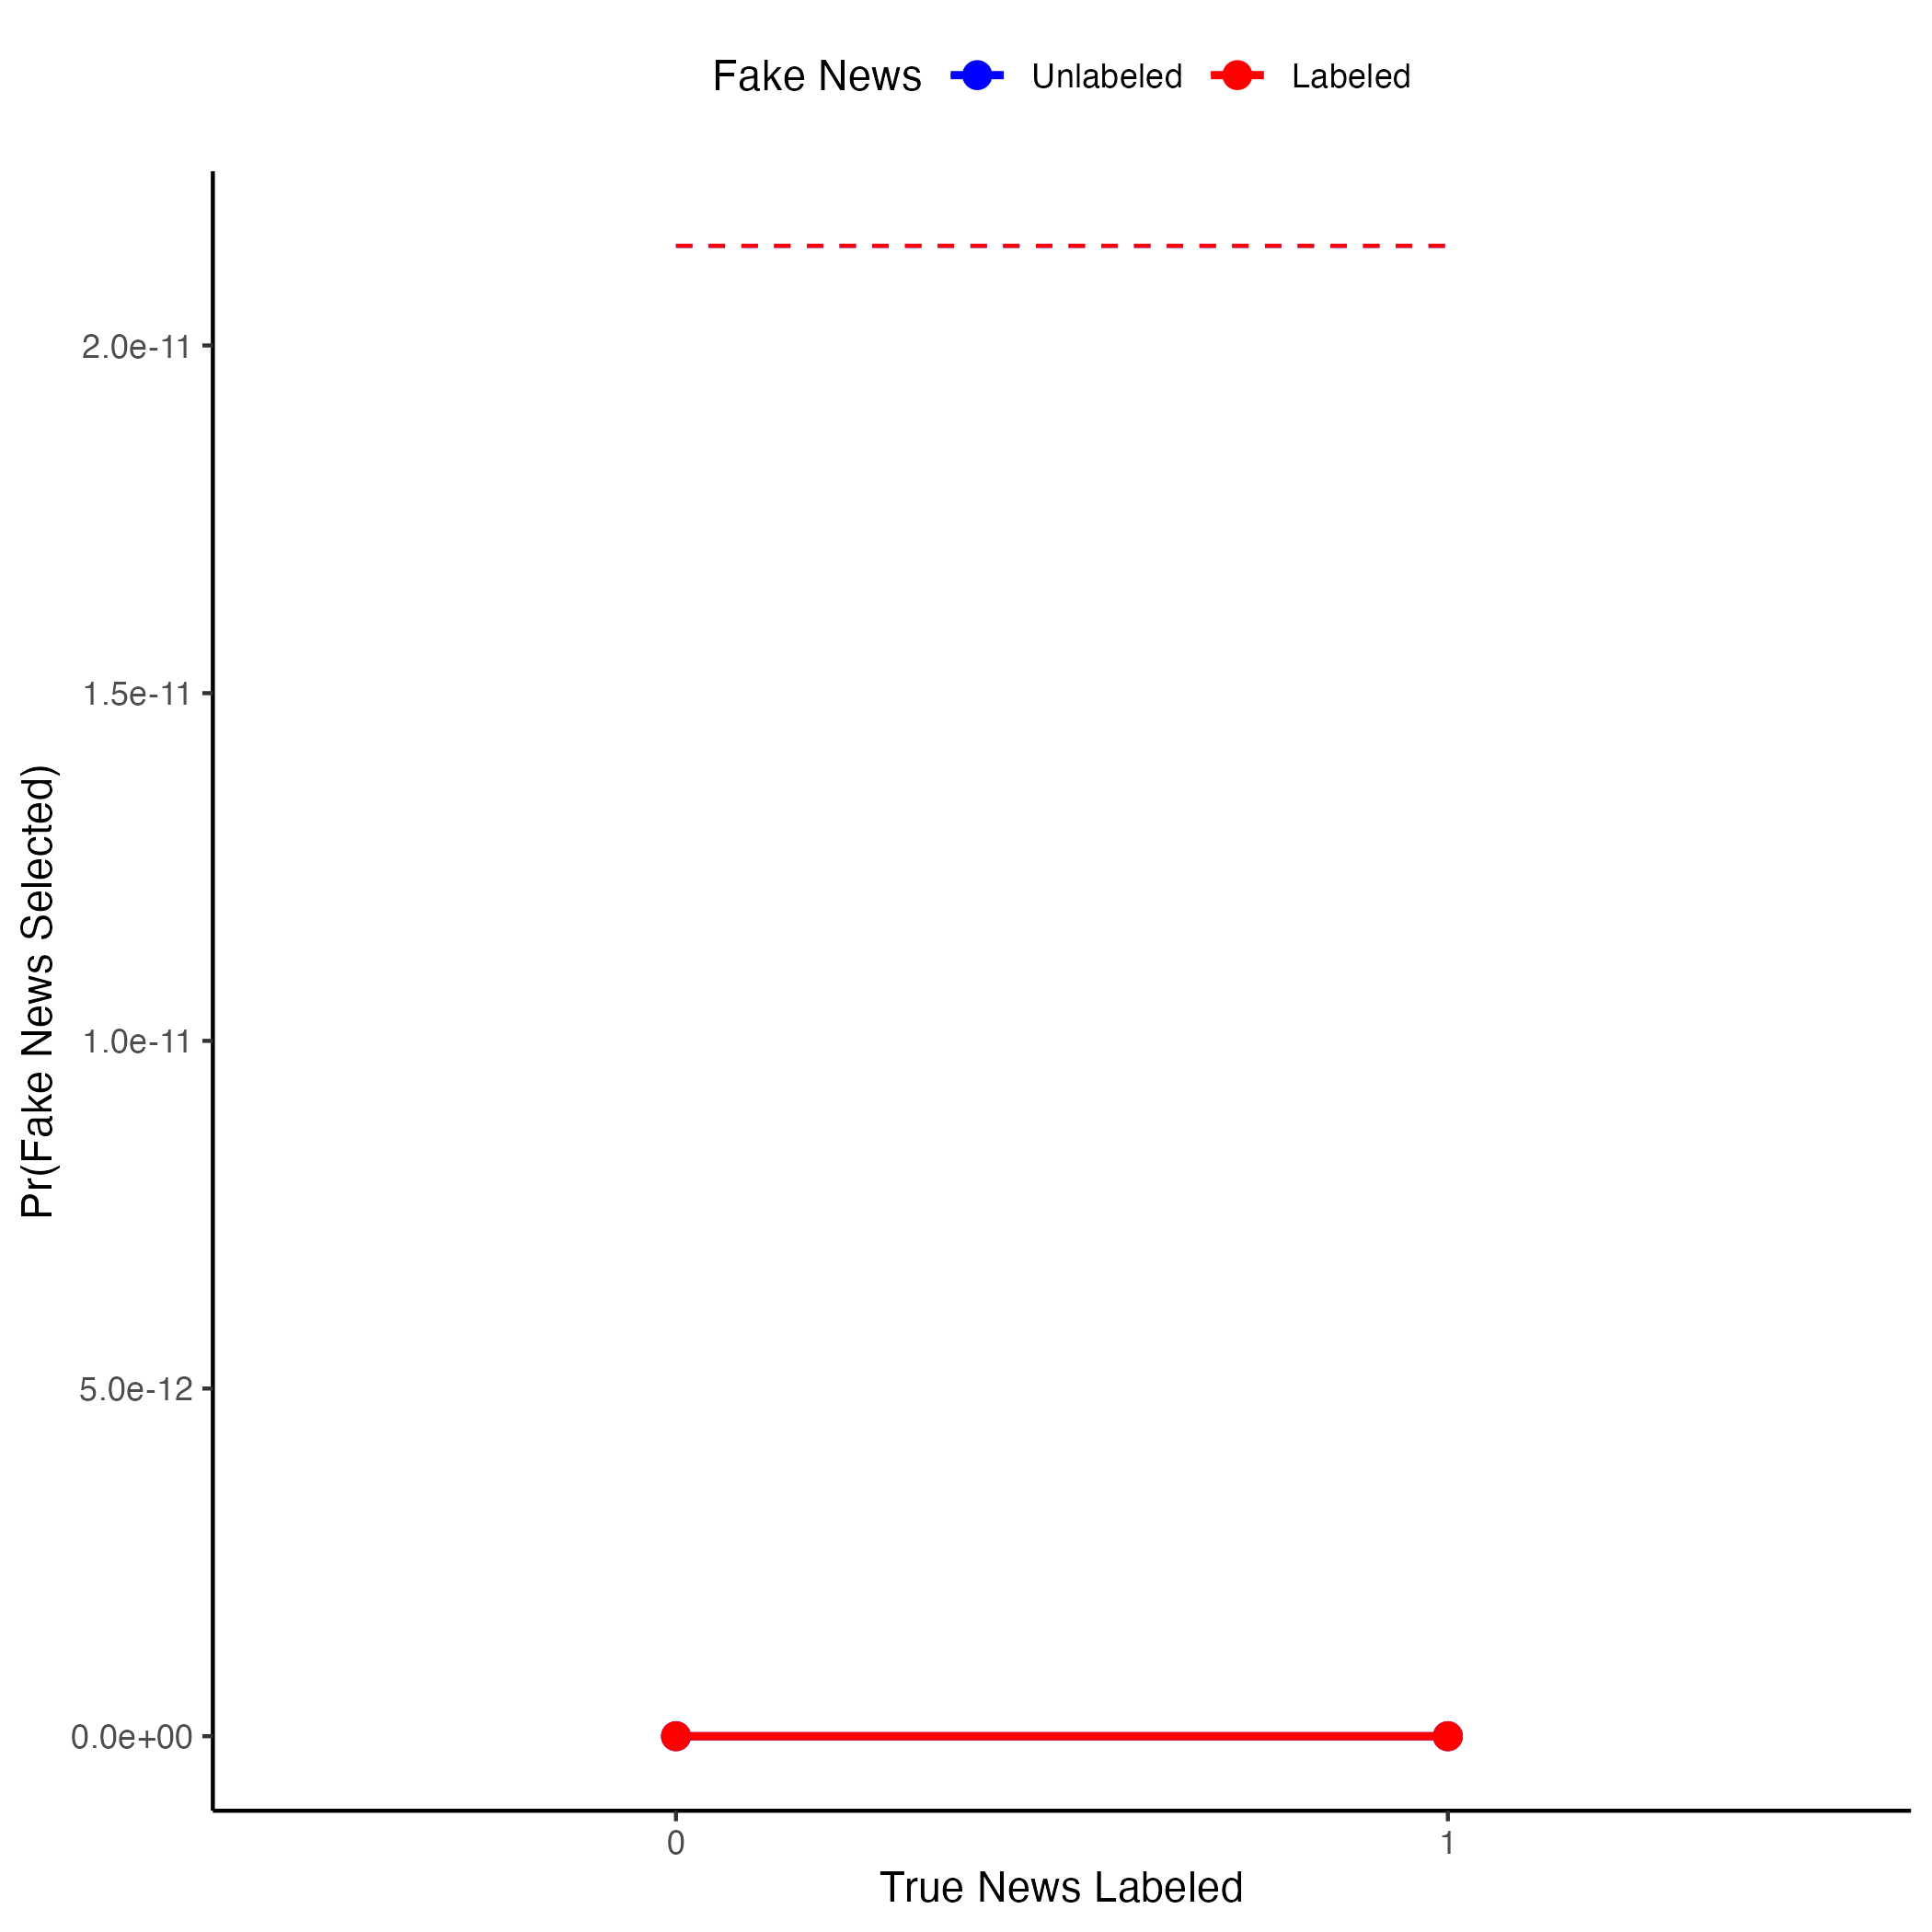 Fake News Unlabeled Labeled
2.0e-11
1.5e-11
1.0e-11
5.0e-12
0.0e+00
Pr(Fake News Selected)
0 1
True News Labeled